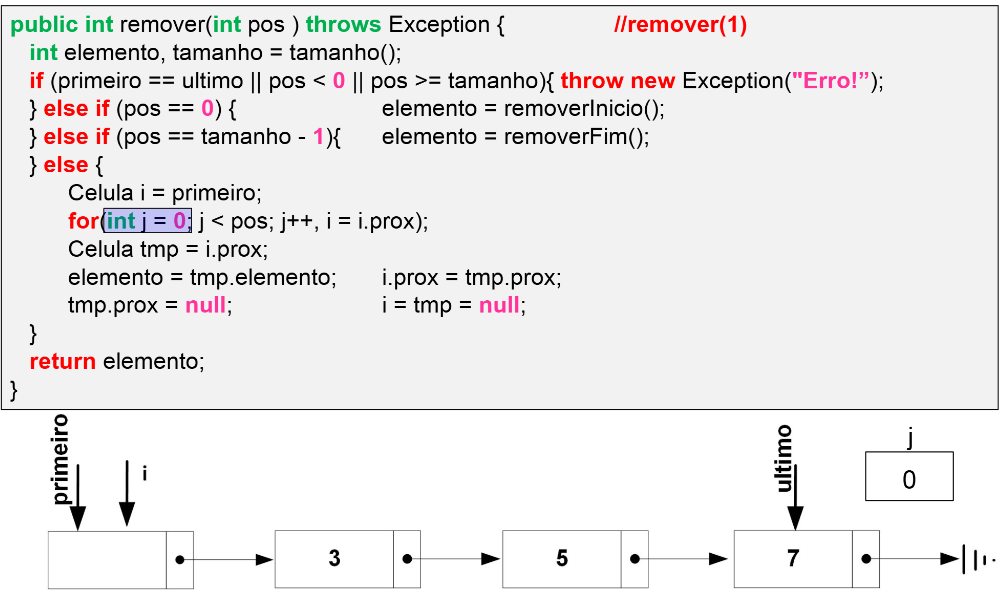 public int remover(int pos ) throws Exception { //remover(1)
int elemento, tamanho = tamanho();
if (primeiro == ultimo || pos < 0 || pos >= tamanho){ throw new Exception("Erro!”);
} else if (pos == 0) { elemento = removerInicio();
} else if (pos == tamanho - 1){ elemento = removerFim();
} else {
Celula i = primeiro;
for(int j = 0; j < pos; j++, i = i.prox);
Celula tmp = i.prox;
elemento = tmp.elemento; i.prox = tmp.prox;
tmp.prox = null; i = tmp = null;
}
return elemento;
}
primeiro
i
ultimo
j
0
3
5
7